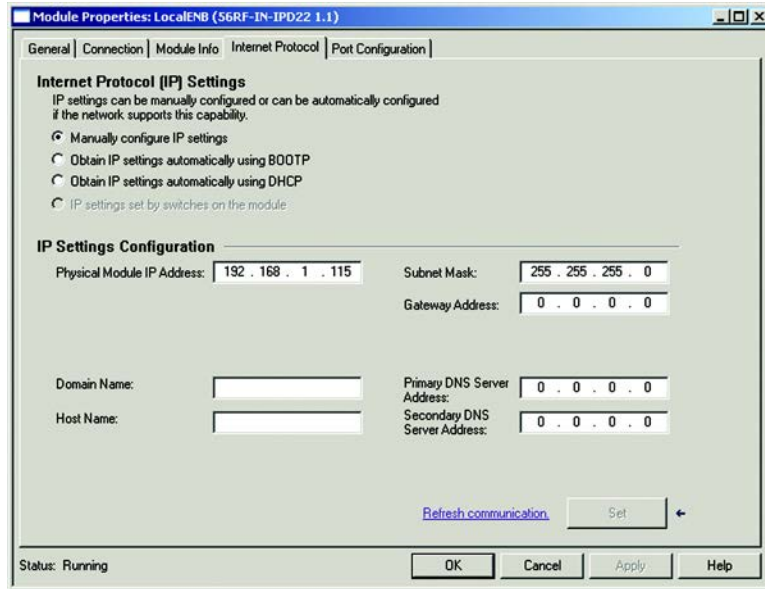 Module Properties: LocalENB (56RF-IN-IPD22 1.1)
General Connection Module Info Internet Protocol Port Configuration
Internet Protocol (IP) Settings
IP settings can be manually configured or can be automatically configured
if the network supports this capability.
Manually configure IP settings
Obtain IP settings automatically using BOOTP
Obtain IP settings automatically using DHCP
IP settings set by switches on the module
IP Settings Configuration
Physical Module IP Address: 192 . 168 . 1 . 115 Subnet Mask: 255 . 255 . 255 . 0
Gateway Address: 0 . 0 . 0 . 0
Domain Name: Primary DNS Server
Address: 0 . 0 . 0 . 0
Host Name: Secondary DNS
Server Address: 0 . 0 . 0 . 0
Refresh communication. Set
Status: Running OK Cancel Apply Help